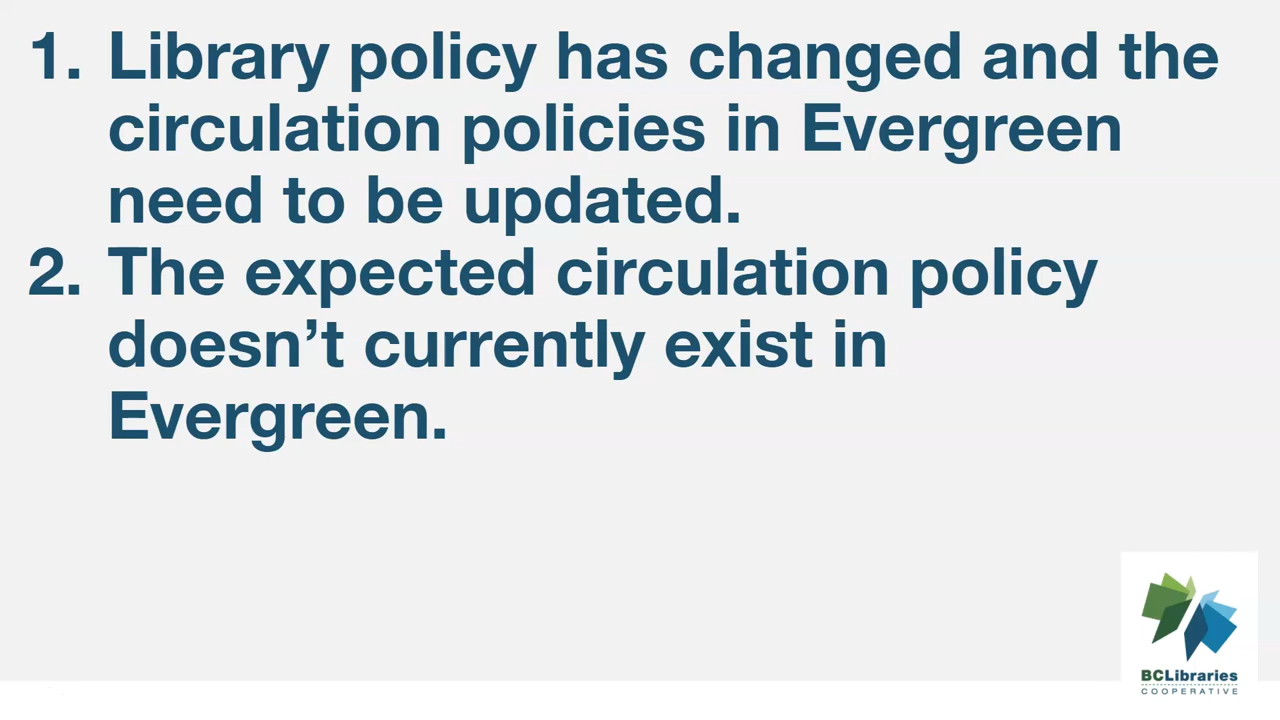 1. Library policy has changed and the
circulation policies in Evergreen
need to be updated.
2. The expected circulation policy
doesn’t currently exist in
Evergreen.
BCLibraries
COOPERATIVE